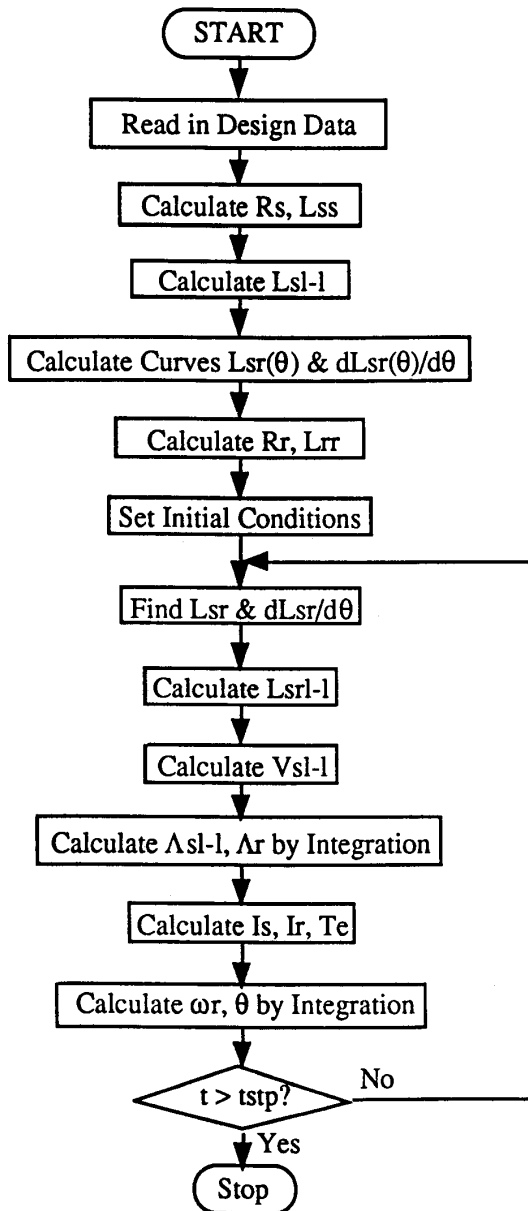 START
Read in Design Data
Calculate Rs, Lss
Calculate Lsl-l
Calculate Curves Lsr(θ) & dLsr(θ)/dθ
Calculate Rr, Lrr
Set Initial Conditions
Find Lsr & dLsr/dθ
Calculate Lsrl-l
Calculate Vsl-l
Calculate Λsl-l, Λr by Integration
Calculate Is, Ir, Te
Calculate ωr, θ by Integration
t > tstp?
No
Yes
Stop